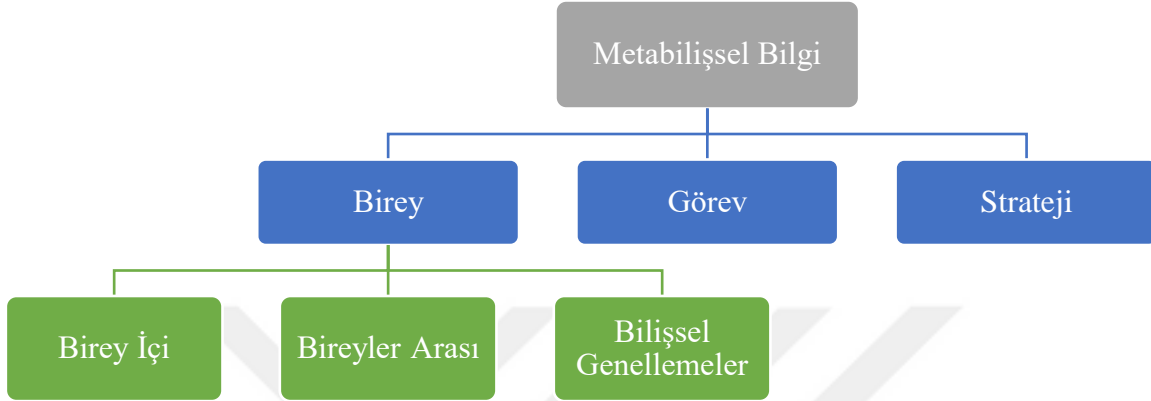 Metabilişsel Bilgi
Birey
Görev
Strateji
Birey İçi
Bireyler Arası
Bilişsel
Genellemeler